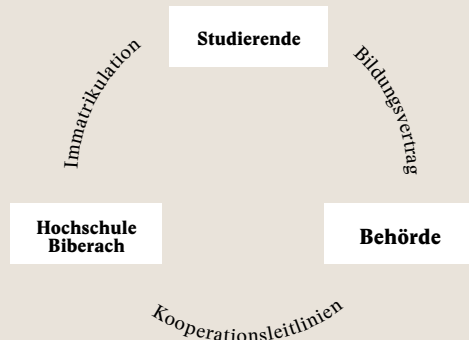 Studierende
Immatrikulation
Bildungsvertrag
Hochschule
Biberach
Behörde
Kooperationsleitlinien